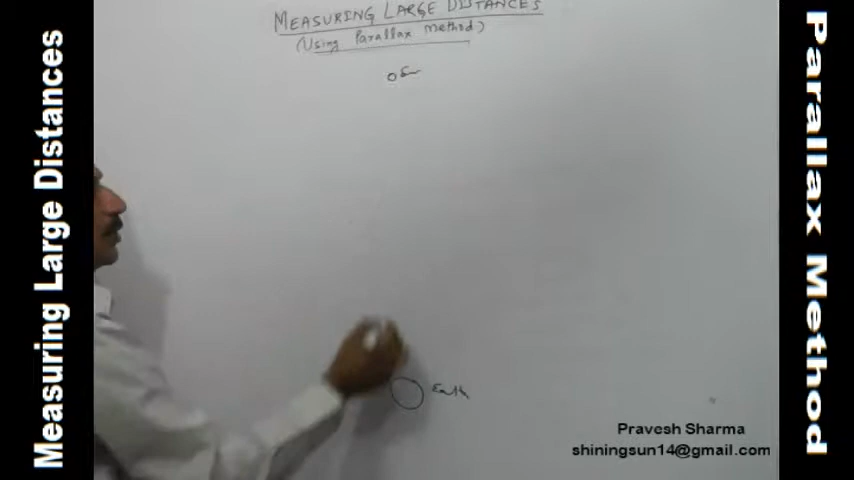 MEASURING LARGE DISTANCES
(Using Parallax Method)
Earth
Measuring Large Distances
Parallax Method
Pravesh Sharma
shiningsun14@gmail.com